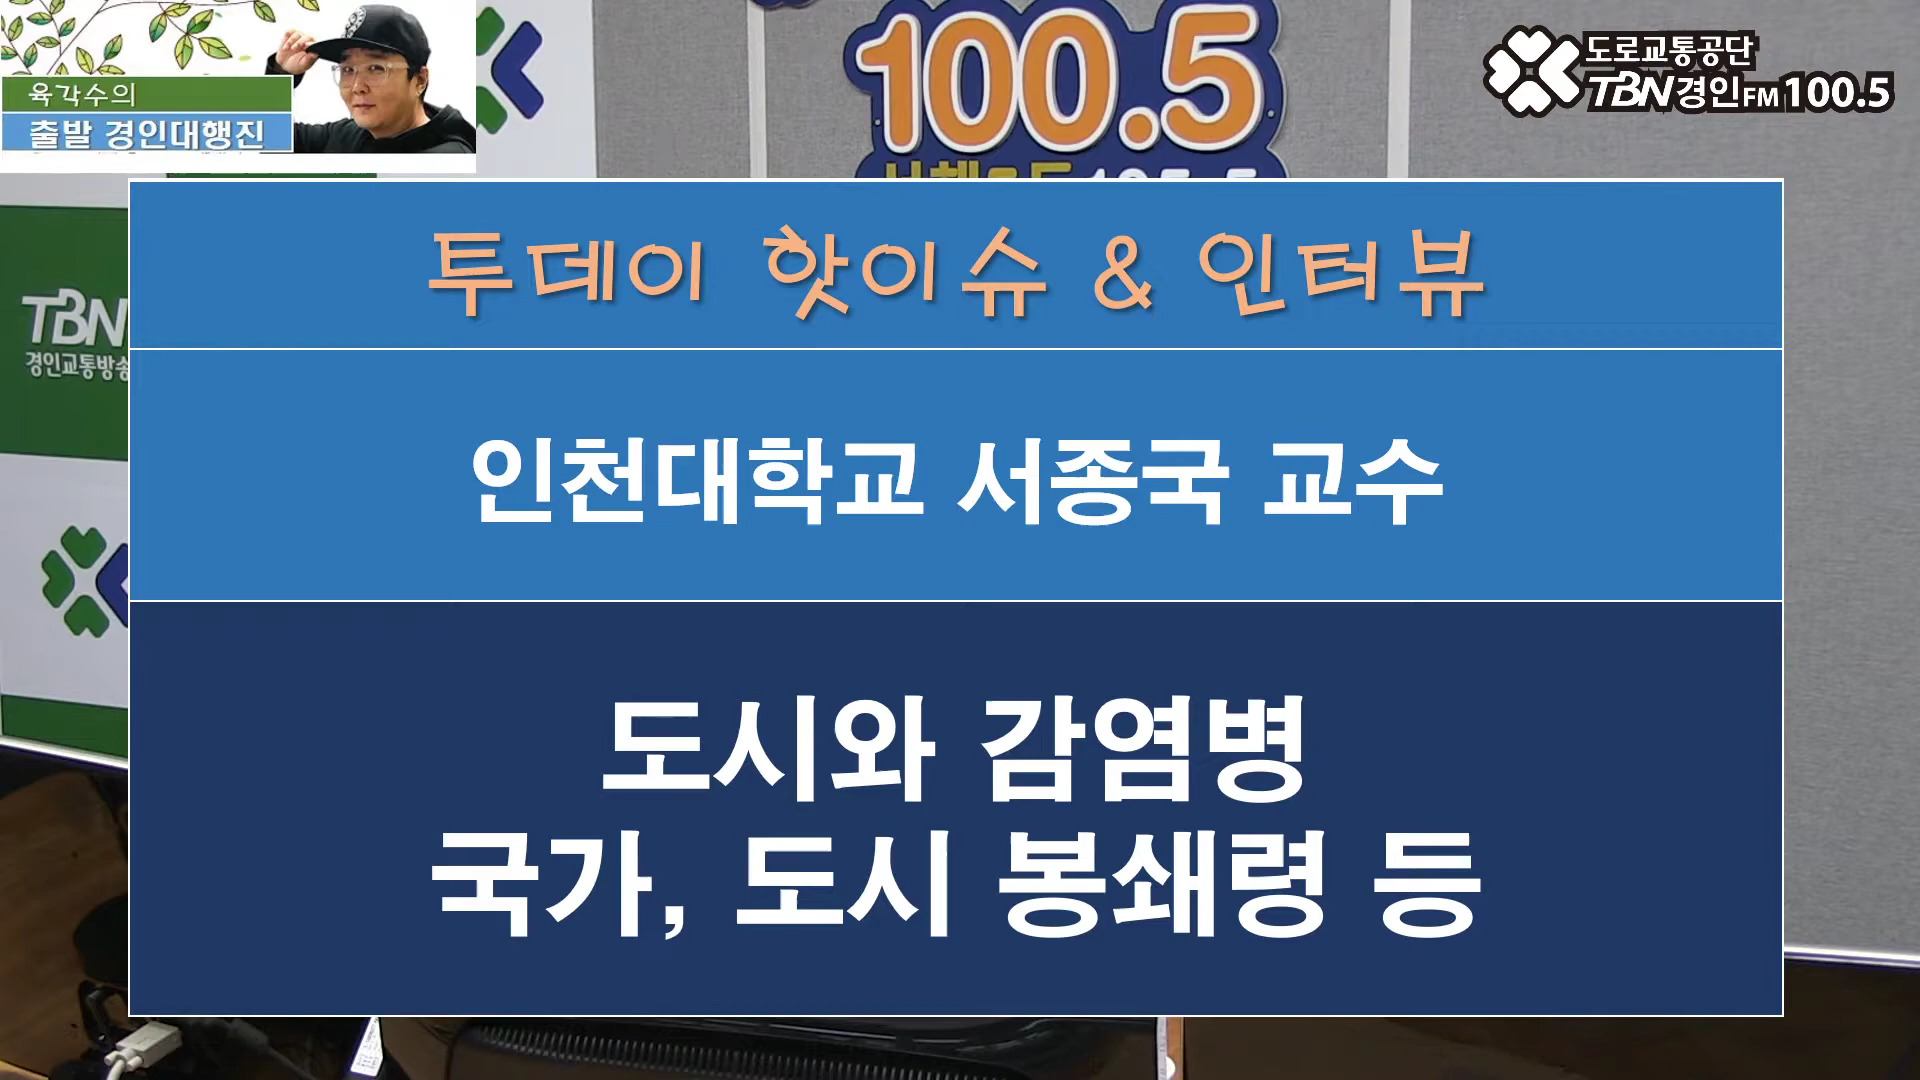 육각수의
출발 경인대행진
100.5
도로교통공단
TBN경인FM100.5
TBN
경인교통방송
투데이 핫이슈 & 인터뷰
인천대학교 서종국 교수
도시와 감염병
국가, 도시 봉쇄령 등